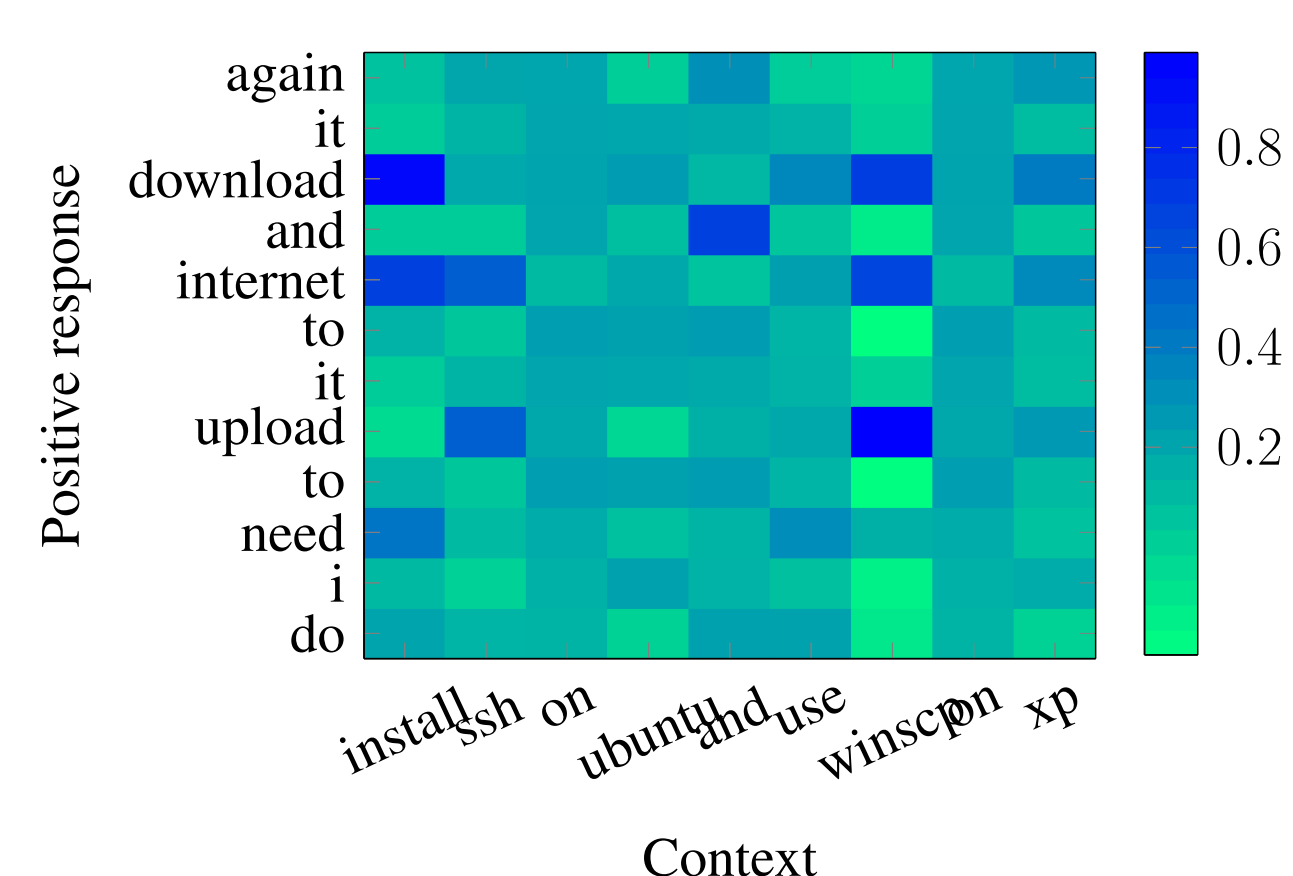 Positive response
again
it
download
and
internet
to
it
upload
to
need
i
do
install ssh on ubuntu and use winscp on xp
Context
0.8
0.6
0.4
0.2